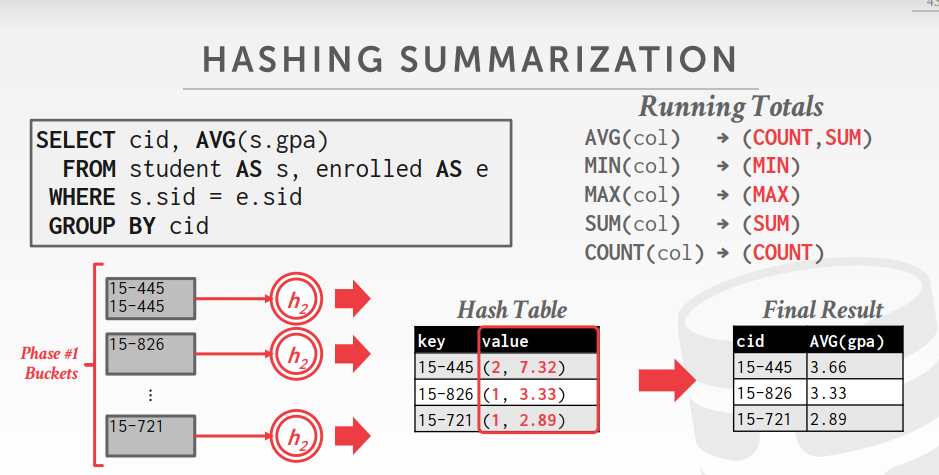 HASHING SUMMARIZATION
SELECT cid, AVG(s.gpa)
FROM student AS s, enrolled AS e
WHERE s.sid = e.sid
GROUP BY cid
Running Totals
AVG(col) → (COUNT,SUM)
MIN(col) → (MIN)
MAX(col) → (MAX)
SUM(col) → (SUM)
COUNT(col) → (COUNT)
Phase #1
Buckets
15-445
15-445
h2
15-826
h2
⋮
15-721
h2
Hash Table
key value
15-445 (2, 7.32)
15-826 (1, 3.33)
15-721 (1, 2.89)
Final Result
cid AVG(gpa)
15-445 3.66
15-826 3.33
15-721 2.89